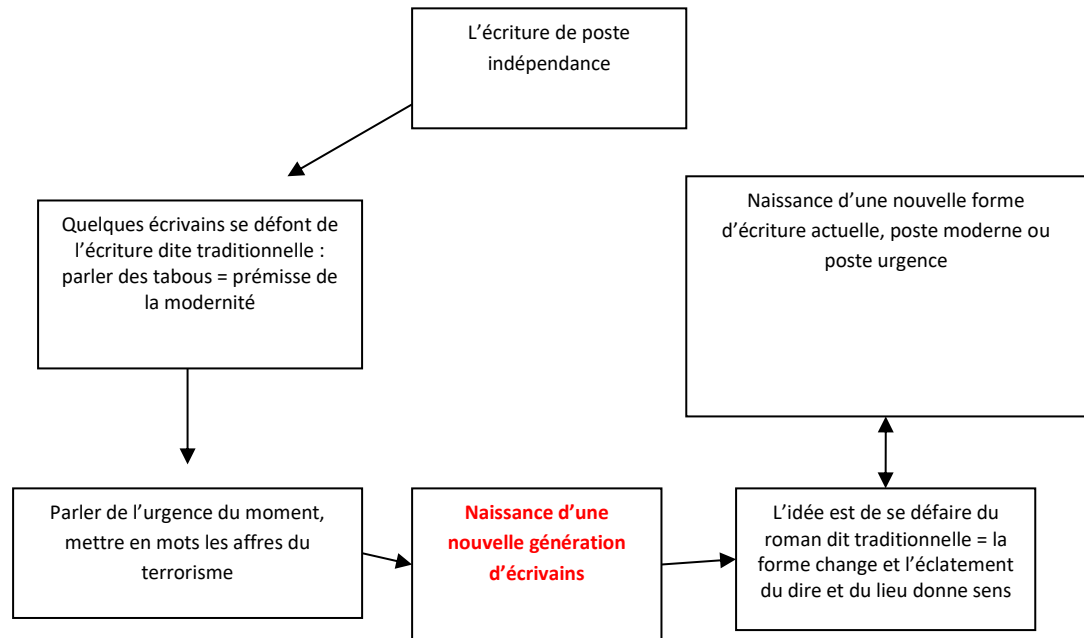 L’écriture de poste
indépendance
Quelques écrivains se défont de
l’écriture dite traditionnelle :
parler des tabous = prémisse de
la modernité
Naissance d’une nouvelle forme
d’écriture actuelle, poste moderne ou
poste urgence
Parler de l’urgence du moment,
mettre en mots les affres du
terrorisme
Naissance d’une
nouvelle génération
d’écrivains
L’idée est de se défaire du
roman dit traditionnelle = la
forme change et l’éclatement
du dire et du lieu donne sens